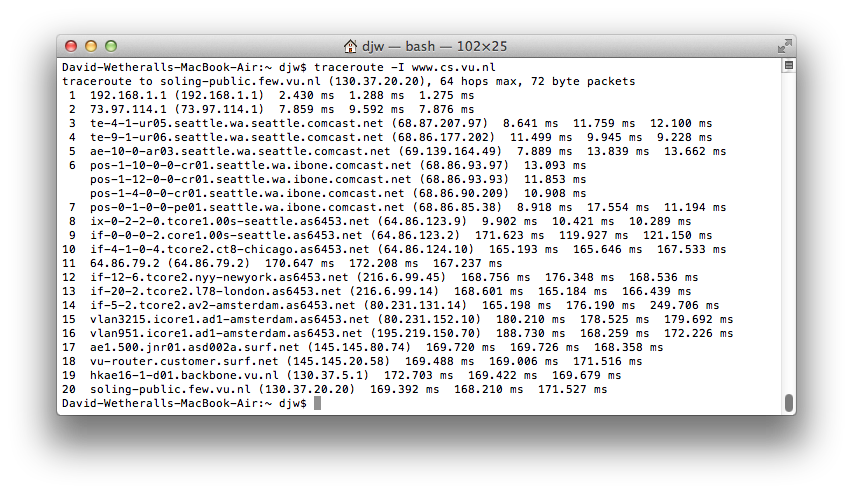 djw — bash — 102×25
David-Wetheralls-MacBook-Air:~ djw$ traceroute -I www.cs.vu.nl
traceroute to soling-public.few.vu.nl (130.37.20.20), 64 hops max, 72 byte packets
1 192.168.1.1 (192.168.1.1) 2.430 ms 1.288 ms 1.275 ms
2 73.97.114.1 (73.97.114.1) 7.859 ms 9.592 ms 7.876 ms
3 te-4-1-ur05.seattle.wa.seattle.comcast.net (68.87.207.97) 8.641 ms 11.759 ms 12.100 ms
4 te-9-1-ur06.seattle.wa.seattle.comcast.net (68.86.177.202) 11.499 ms 9.945 ms 9.228 ms
5 ae-10-0-ar03.seattle.wa.seattle.comcast.net (69.139.164.49) 7.889 ms 13.839 ms 13.662 ms
6 pos-1-10-0-0-cr01.seattle.wa.ibone.comcast.net (68.86.93.97) 13.093 ms
pos-1-12-0-0-cr01.seattle.wa.ibone.comcast.net (68.86.93.93) 11.853 ms
pos-1-4-0-0-cr01.seattle.wa.ibone.comcast.net (68.86.90.209) 10.908 ms
7 pos-0-1-0-0-pe01.seattle.wa.ibone.comcast.net (68.86.85.38) 8.918 ms 17.554 ms 11.194 ms
8 ix-0-2-2-0.tcore1.00s-seattle.as6453.net (64.86.123.9) 9.902 ms 10.421 ms 10.289 ms
9 if-0-0-0-2.core1.00s-seattle.as6453.net (64.86.123.2) 171.623 ms 119.927 ms 121.150 ms
10 if-4-1-0-4.tcore2.ct8-chicago.as6453.net (64.86.124.10) 165.193 ms 165.646 ms 167.533 ms
11 64.86.79.2 (64.86.79.2) 170.647 ms 172.208 ms 167.237 ms
12 if-12-6.tcore2.nyy-newyork.as6453.net (216.6.99.45) 168.756 ms 176.348 ms 168.536 ms
13 if-20-2.tcore2.l78-london.as6453.net (216.6.99.14) 168.601 ms 165.184 ms 166.439 ms
14 if-5-2.tcore2.av2-amsterdam.as6453.net (80.231.131.14) 165.198 ms 176.190 ms 249.706 ms
15 vlan3215.icore1.ad1-amsterdam.as6453.net (80.231.152.10) 180.210 ms 178.525 ms 179.692 ms
16 vlan951.icore1.ad1-amsterdam.as6453.net (195.219.150.70) 188.730 ms 168.259 ms 172.226 ms
17 ae1.500.jnr01.asd002a.surf.net (145.145.80.74) 169.720 ms 169.726 ms 168.358 ms
18 vu-router.customer.surf.net (145.145.20.58) 169.488 ms 169.006 ms 171.516 ms
19 hkae16-1-d01.backbone.vu.nl (130.37.5.1) 172.703 ms 169.422 ms 169.679 ms
20 soling-public.few.vu.nl (130.37.20.20) 169.392 ms 168.210 ms 171.527 ms
David-Wetheralls-MacBook-Air:~ djw$